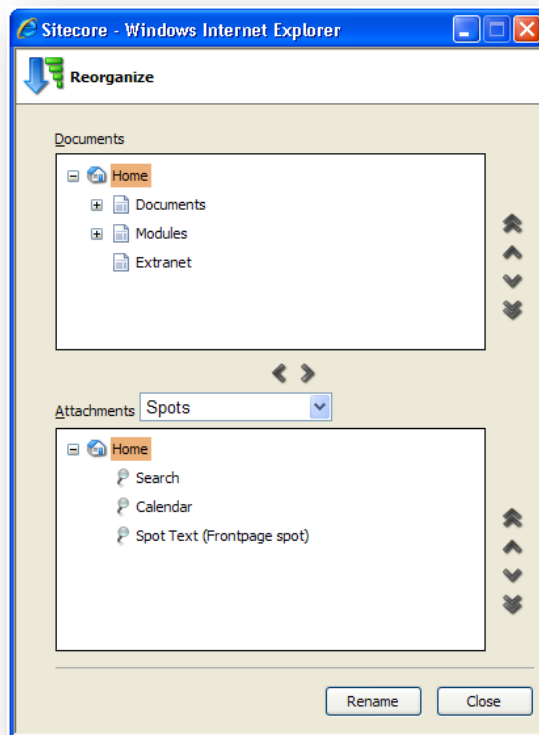 Sitecore - Windows Internet Explorer
Reorganize
Documents
Home
Documents
Modules
Extranet
Attachments Spots
Home
Search
Calendar
Spot Text (Frontpage spot)
Rename Close